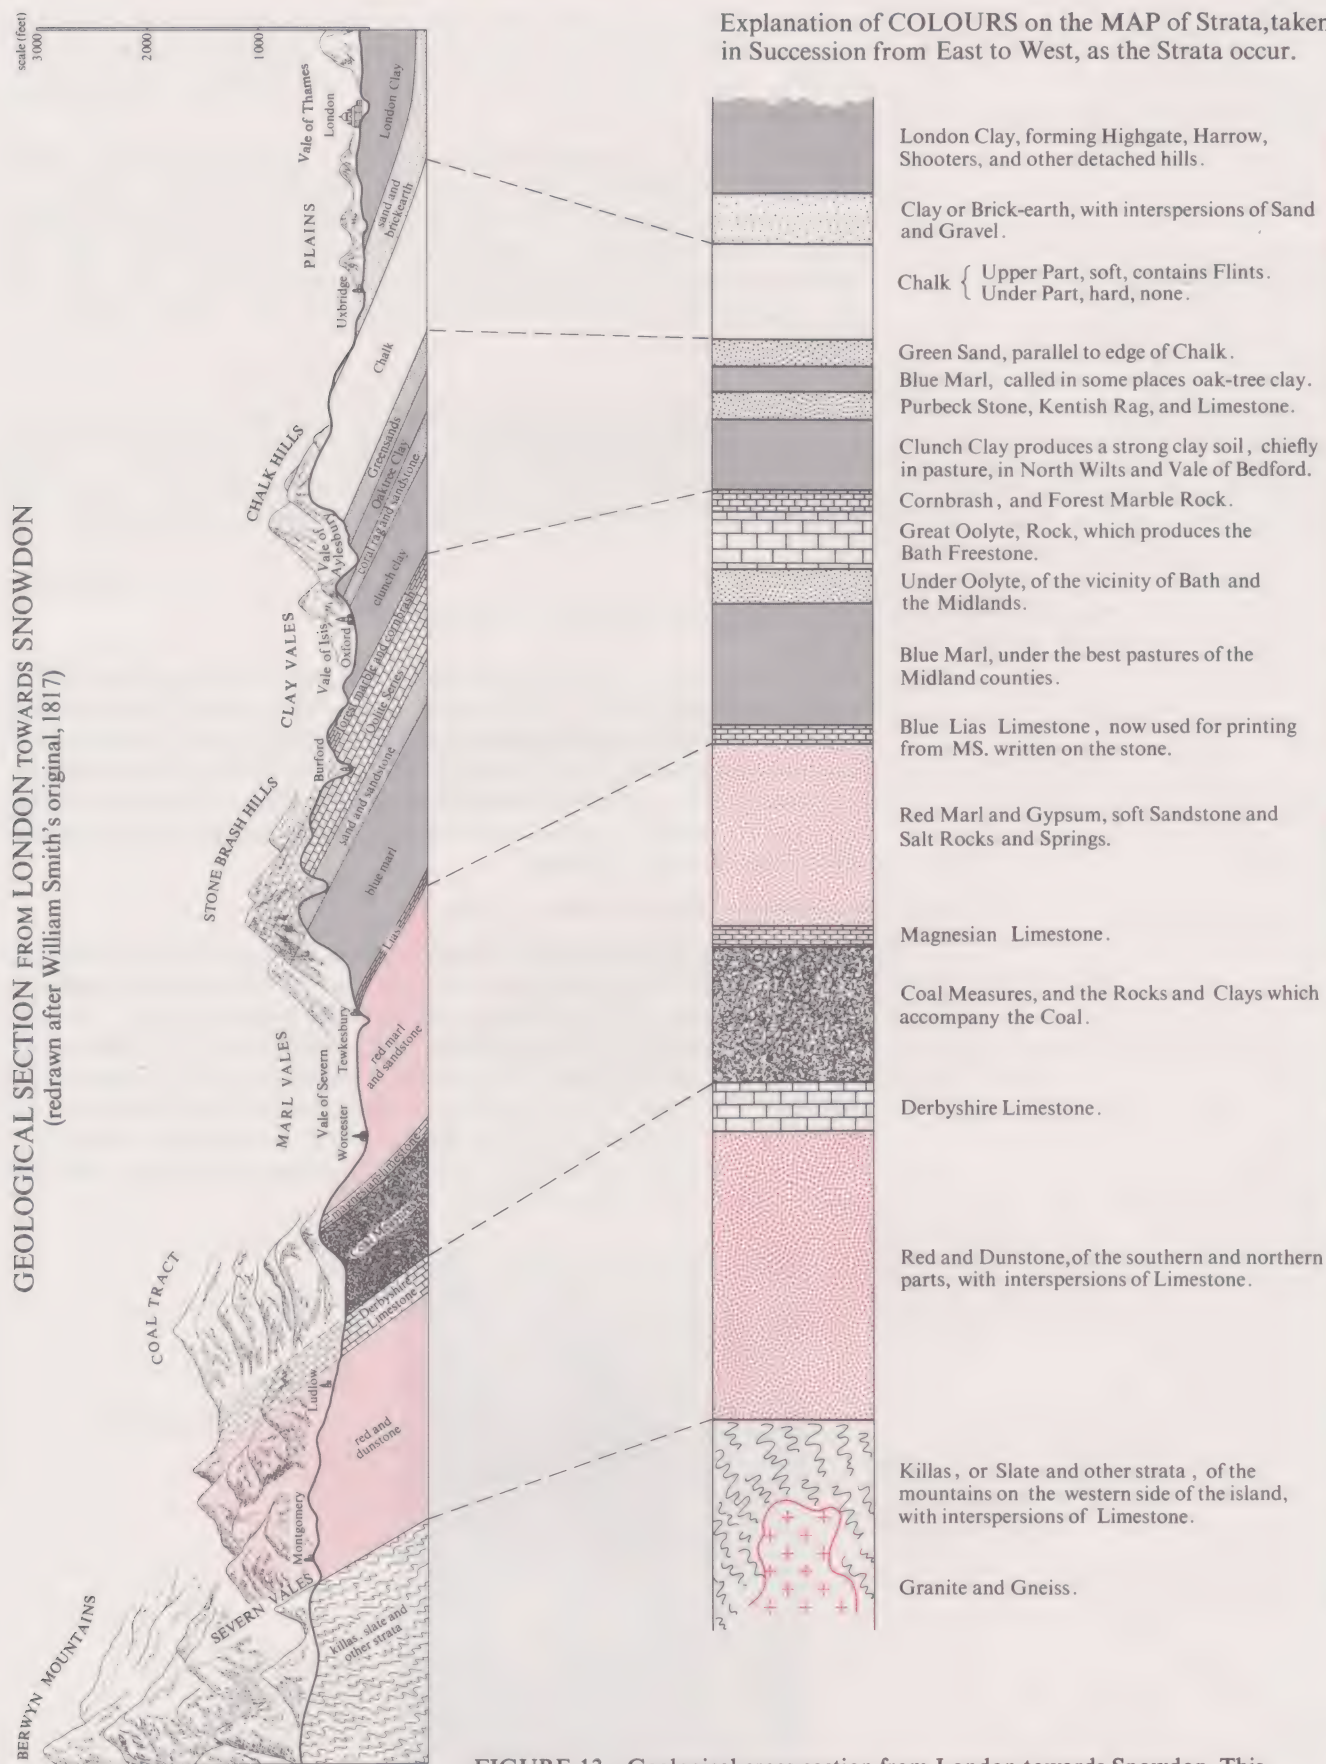 GEOLOGICAL SECTION FROM LONDON TOWARDS SNOWDON
(redrawn after William Smith's original, 1817)
scale (feet)
3000
2000
1000
Vale of Thames
London
PLAINS
Uxbridge
CHALK HILLS
Vale of
Aylesbury
CLAY VALES
Vale of Isis
Oxford
Burford
STONE BRASH HILLS
MARL VALES
Vale of Severn
Tewkesbury
Worcester
COAL TRACT
Ludlow
Montgomery
SEVERN VALES
BERWYN MOUNTAINS
London Clay
sand and
brickearth
Chalk
Greensands
Oaktree Clay
coral rag and sandstone
clunch clay
forest marble and cornbrash
Oolite Series
sand and sandstone
blue marl
Lias
red marl
and sandstone
magnesian limestone
Coal Measures
Derbyshire
Limestone
red and
dunstone
killas, slate and
other strata
Explanation of COLOURS on the MAP of Strata, taken
in Succession from East to West, as the Strata occur.
London Clay, forming Highgate, Harrow,
Shooters, and other detached hills.
Clay or Brick-earth, with interspersions of Sand
and Gravel.
Chalk { Upper Part, soft, contains Flints.
Under Part, hard, none.
Green Sand, parallel to edge of Chalk.
Blue Marl, called in some places oak-tree clay.
Purbeck Stone, Kentish Rag, and Limestone.
Clunch Clay produces a strong clay soil, chiefly
in pasture, in North Wilts and Vale of Bedford.
Cornbrash, and Forest Marble Rock.
Great Oolyte, Rock, which produces the
Bath Freestone.
Under Oolyte, of the vicinity of Bath and
the Midlands.
Blue Marl, under the best pastures of the
Midland counties.
Blue Lias Limestone, now used for printing
from MS. written on the stone.
Red Marl and Gypsum, soft Sandstone and
Salt Rocks and Springs.
Magnesian Limestone.
Coal Measures, and the Rocks and Clays which
accompany the Coal.
Derbyshire Limestone.
Red and Dunstone, of the southern and northern
parts, with interspersions of Limestone.
Killas, or Slate and other strata, of the
mountains on the western side of the island,
with interspersions of Limestone.
Granite and Gneiss.
FIGURE 13 Geological cross-section from London towards Snowdon. This